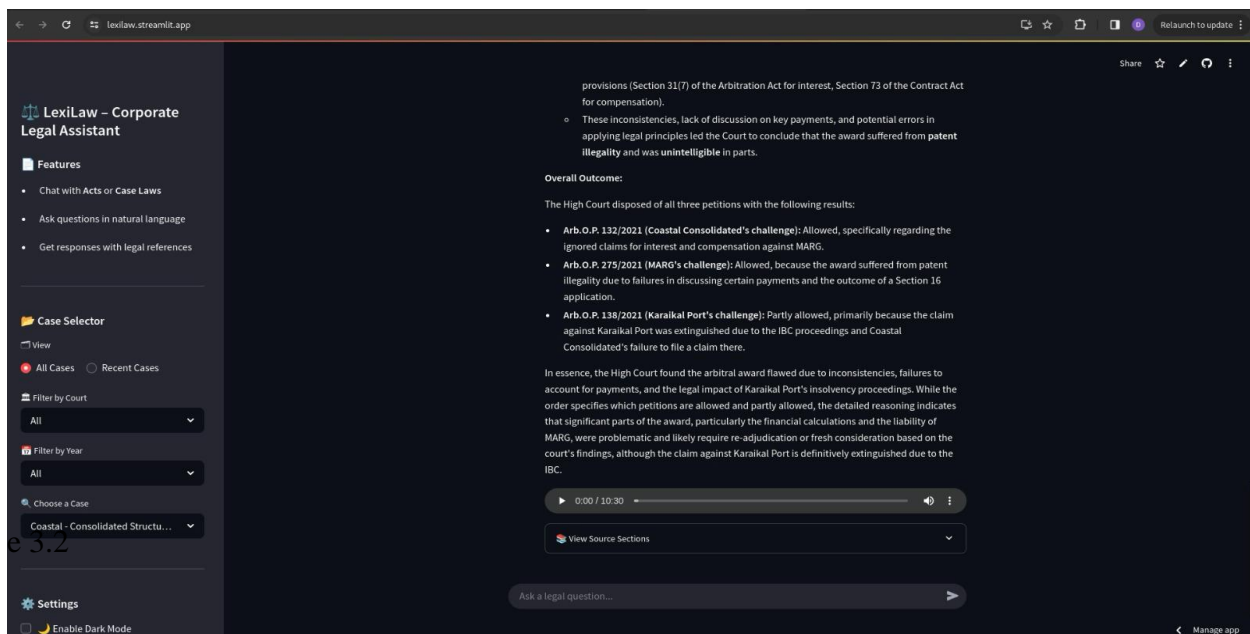 lexilaw.streamlit.app
D
Relaunch to update
Share
⚖️ LexiLaw – Corporate
Legal Assistant
📄 Features
• Chat with Acts or Case Laws
• Ask questions in natural language
• Get responses with legal references
📂 Case Selector
🗂️ View
All Cases
Recent Cases
🏛️ Filter by Court
All
📅 Filter by Year
All
🔍 Choose a Case
Coastal - Consolidated Structu...
e 3.2
⚙️ Settings
🌙 Enable Dark Mode
provisions (Section 31(7) of the Arbitration Act for interest, Section 73 of the Contract Act
for compensation).
◦ These inconsistencies, lack of discussion on key payments, and potential errors in
applying legal principles led the Court to conclude that the award suffered from patent
illegality and was unintelligible in parts.
Overall Outcome:
The High Court disposed of all three petitions with the following results:
• Arb.O.P. 132/2021 (Coastal Consolidated's challenge): Allowed, specifically regarding the
ignored claims for interest and compensation against MARG.
• Arb.O.P. 275/2021 (MARG's challenge): Allowed, because the award suffered from patent
illegality due to failures in discussing certain payments and the outcome of a Section 16
application.
• Arb.O.P. 138/2021 (Karaikal Port's challenge): Partly allowed, primarily because the claim
against Karaikal Port was extinguished due to the IBC proceedings and Coastal
Consolidated's failure to file a claim there.
In essence, the High Court found the arbitral award flawed due to inconsistencies, failures to
account for payments, and the legal impact of Karaikal Port's insolvency proceedings. While the
order specifies which petitions are allowed and partly allowed, the detailed reasoning indicates
that significant parts of the award, particularly the financial calculations and the liability of
MARG, were problematic and likely require re-adjudication or fresh consideration based on the
court's findings, although the claim against Karaikal Port is definitively extinguished due to the
IBC.
0:00 / 10:30
📚 View Source Sections
Ask a legal question...
Manage app